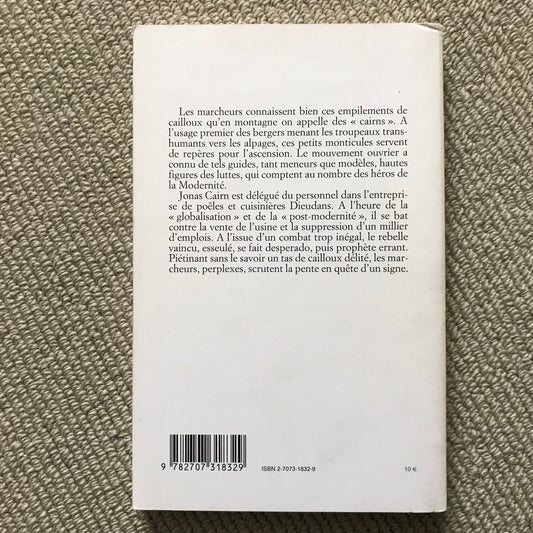 Les marcheurs connaissent bien ces empilements de
cailloux qu'en montagne on appelle des « cairns ». A
l'usage premier des bergers menant les troupeaux trans-
humants vers les alpages, ces petits monticules servent
de repères pour l'ascension. Le mouvement ouvrier a
connu de tels guides, tant meneurs que modèles, hautes
figures des luttes, qui comptent au nombre des héros de
la Modernité.
Jonas Cairn est délégué du personnel dans l'entrepri-
se de poêles et cuisinières Dieudans. A l'heure de la
« globalisation » et de la « post-modernité », il se bat
contre la vente de l'usine et la suppression d'un millier
d'emplois. A l'issue d'un combat trop inégal, le rebelle
vaincu, esseulé, se fait desperado, puis prophète errant.
Piétinant sans le savoir un tas de cailloux délité, les mar-
cheurs, perplexes, scrutent la pente en quête d'un signe.
9 782707 318329
ISBN 2-7073-1832-9
10 €